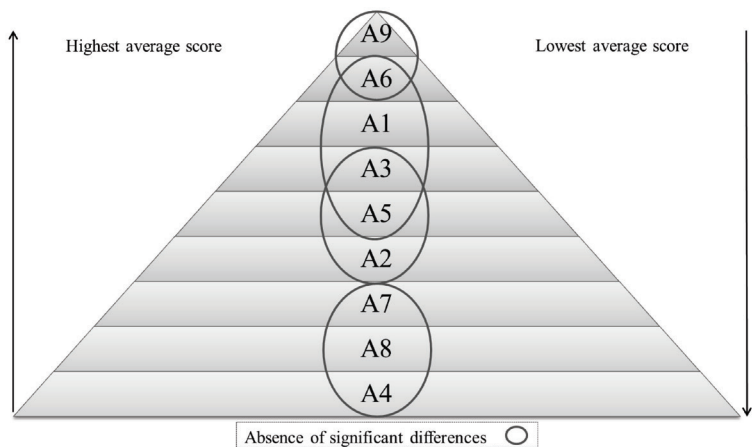 A9
Highest average score
Lowest average score
A6
A1
A3
A5
A2
A7
A8
A4
Absence of significant differences